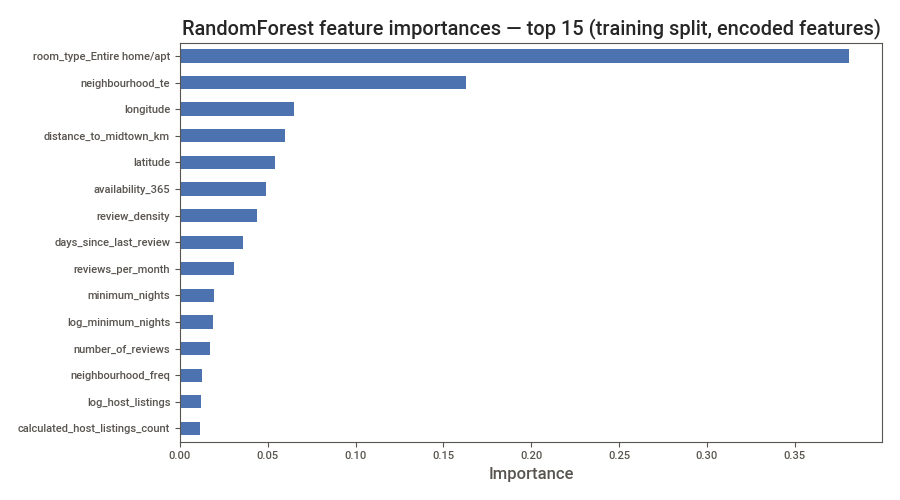 RandomForest feature importances — top 15 (training split, encoded features)
room_type_Entire home/apt
neighbourhood_te
longitude
distance_to_midtown_km
latitude
availability_365
review_density
days_since_last_review
reviews_per_month
minimum_nights
log_minimum_nights
number_of_reviews
neighbourhood_freq
log_host_listings
calculated_host_listings_count
0.00 0.05 0.10 0.15 0.20 0.25 0.30 0.35
Importance